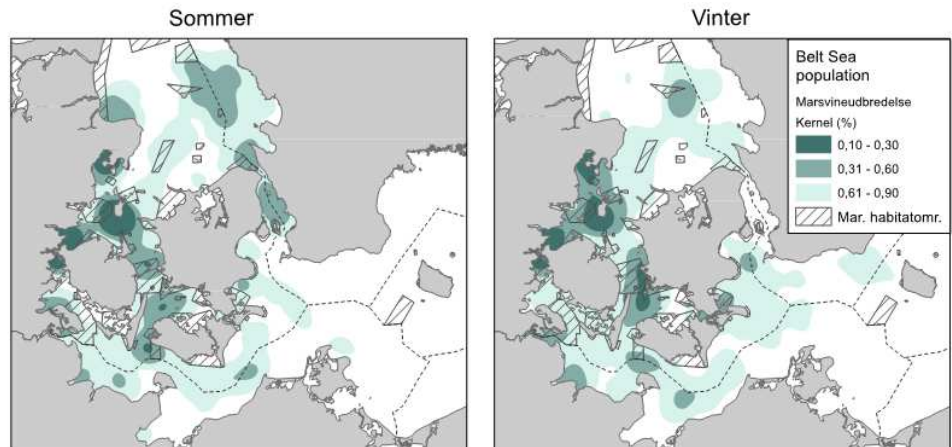 Sommer
Vinter
Belt Sea
population
Marsvineudbredelse
Kernel (%)
0,10 - 0,30
0,31 - 0,60
0,61 - 0,90
Mar. habitatomr.